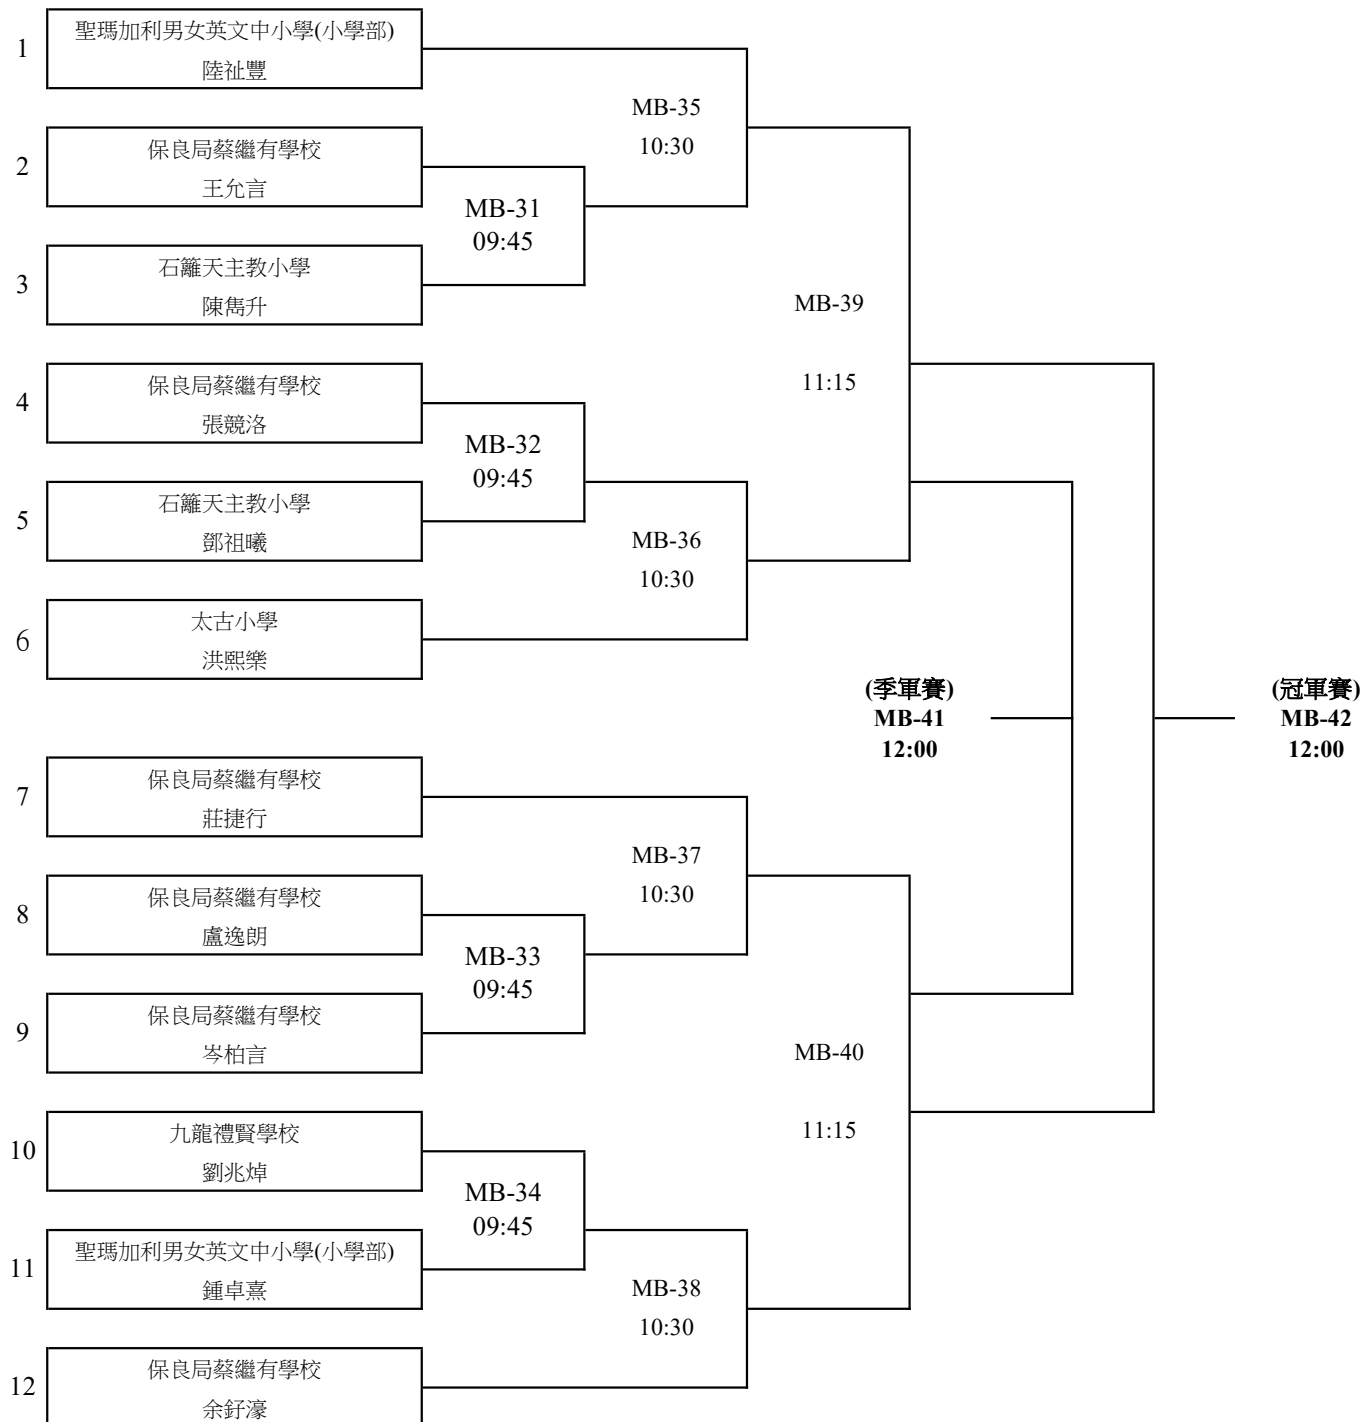 1
聖瑪加利男女英文中小學(小學部)
陸祉豐
MB-35
10:30
2
保良局蔡繼有學校
王允言
MB-31
09:45
3
石籬天主教小學
陳雋升
MB-39
11:15
4
保良局蔡繼有學校
張競洛
MB-32
09:45
5
石籬天主教小學
鄧祖曦
MB-36
10:30
6
太古小學
洪熙樂
(季軍賽)
MB-41
12:00
(冠軍賽)
MB-42
12:00
7
保良局蔡繼有學校
莊捷行
MB-37
10:30
8
保良局蔡繼有學校
盧逸朗
MB-33
09:45
9
保良局蔡繼有學校
岑柏言
MB-40
11:15
10
九龍禮賢學校
劉兆焯
MB-34
09:45
11
聖瑪加利男女英文中小學(小學部)
鍾卓熹
MB-38
10:30
12
保良局蔡繼有學校
余釨濠